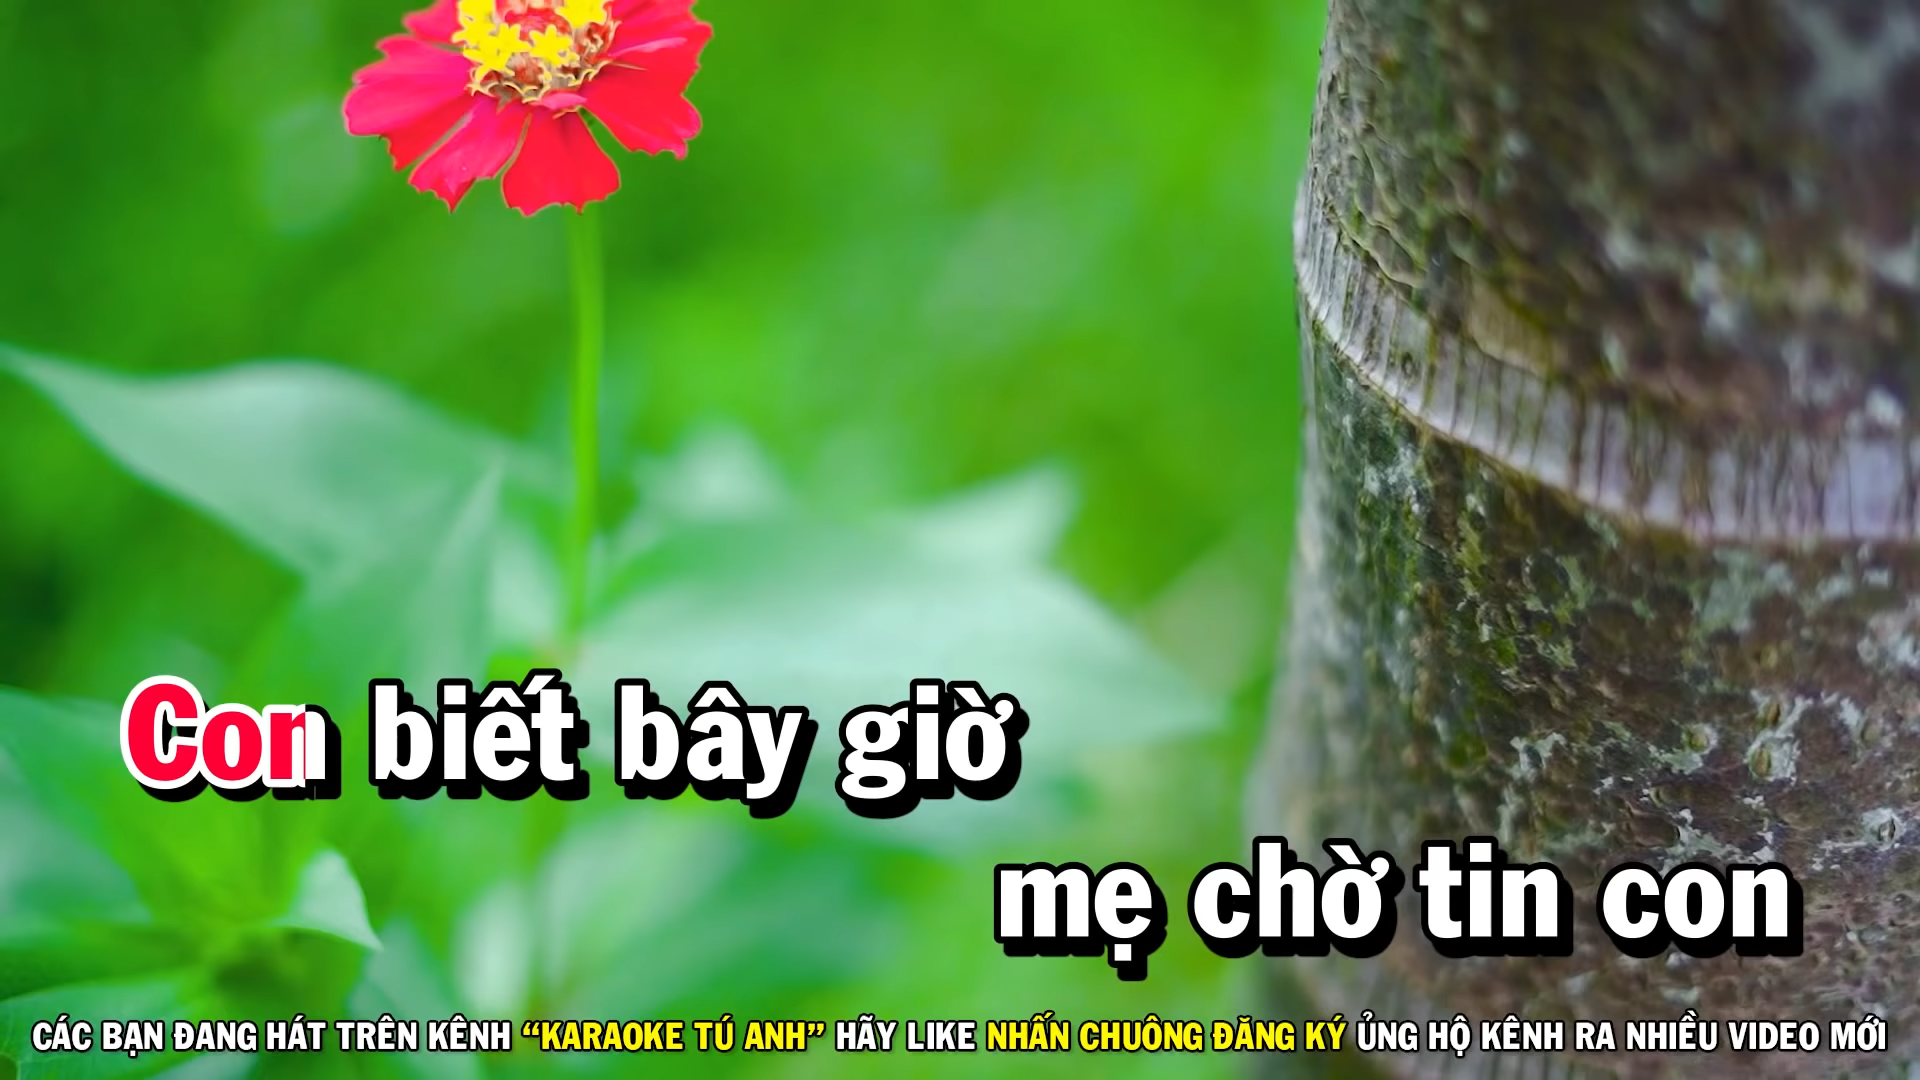 Con biết bây giờ
mẹ chờ tin con
CÁC BẠN ĐANG HÁT TRÊN KÊNH “KARAOKE TÚ ANH” HÃY LIKE NHẤN CHUÔNG ĐĂNG KÝ ỦNG HỘ KÊNH RA NHIỀU VIDEO MỚI